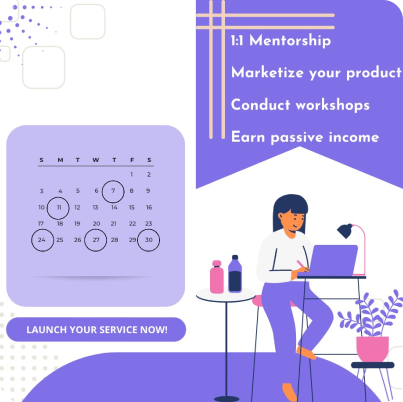 1:1 Mentorship
Marketize your product
Conduct workshops
Earn passive income
S M T W T F S
1 2
3 4 5 6 7 8 9
10 11 12 13 14 15 16
17 18 19 20 21 22 23
24 25 26 27 28 29 30
LAUNCH YOUR SERVICE NOW!